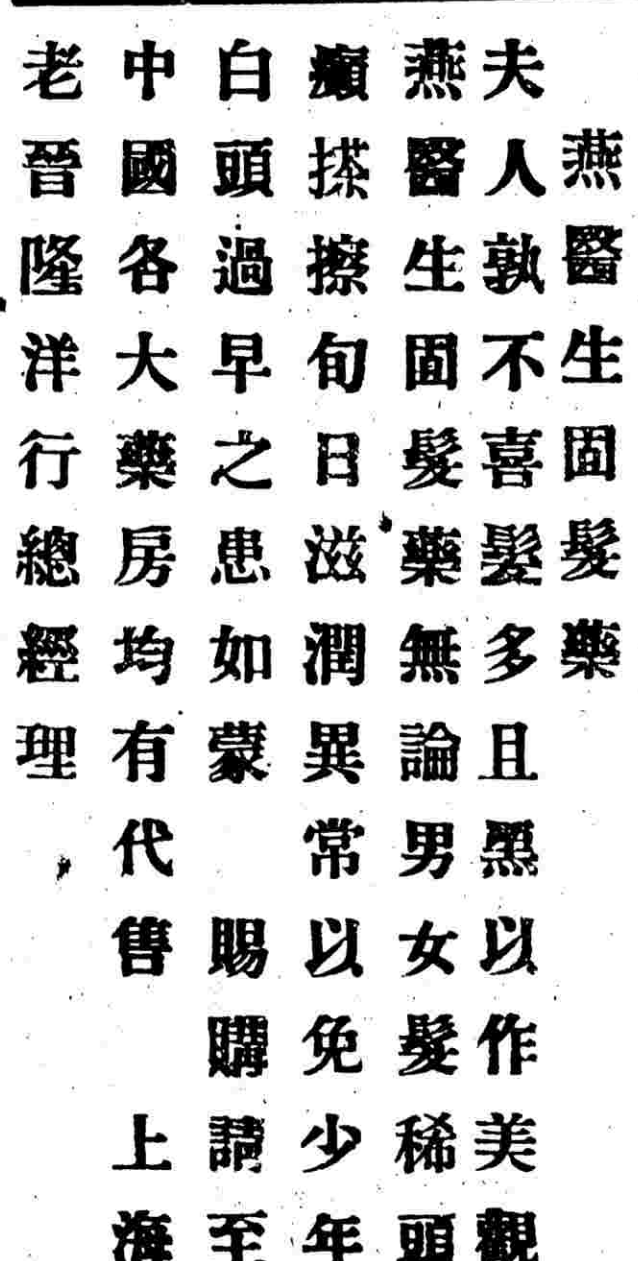 燕醫生固髮藥
夫人孰不喜髮多且黑以作美觀
燕醫生固髮藥無論男女髮稀頭
癩搽擦旬日滋潤異常以免少年
白頭過早之患如蒙 賜購請至
中國各大藥房均有代售 上海
老晉隆洋行總經理